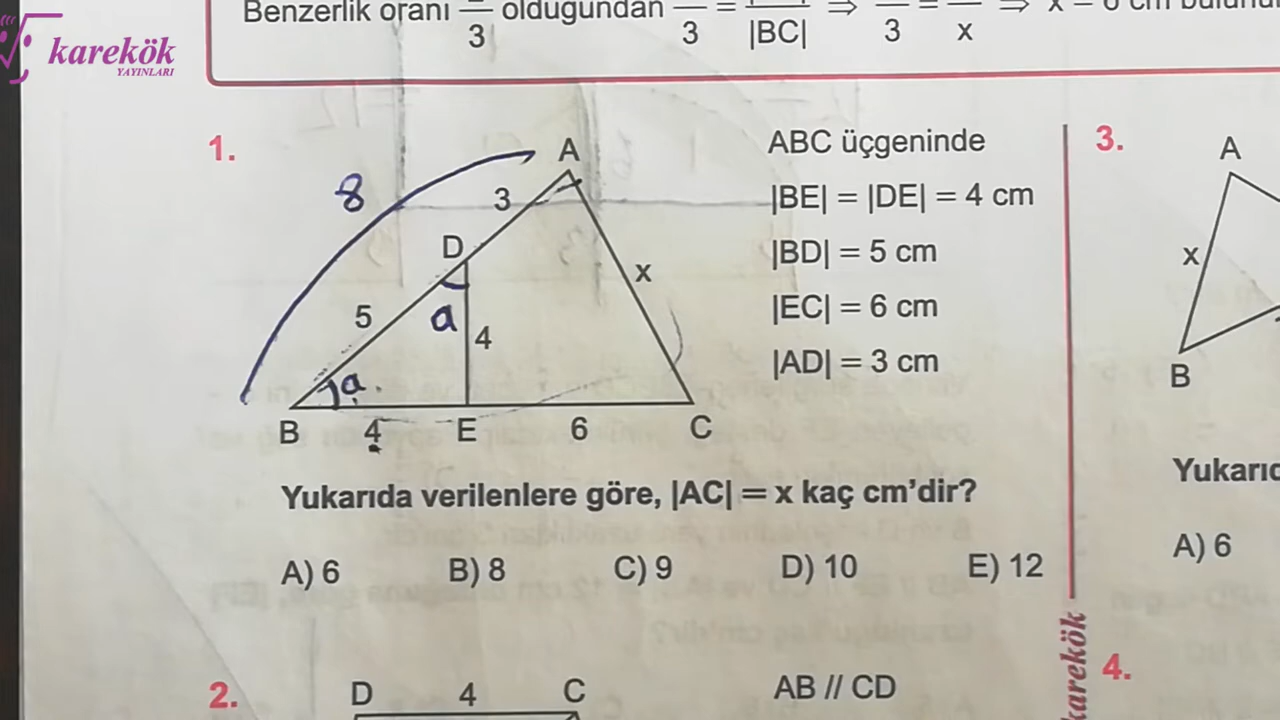 karekök
YAYINLARI
Benzerlik oranı 3 olduğundan 3 = |BC| ⇒ 3 = x ⇒
1.
A
8
3
D
x
5
a
4
a
B
4
E
6
C
ABC üçgeninde
|BE| = |DE| = 4 cm
|BD| = 5 cm
|EC| = 6 cm
|AD| = 3 cm
Yukarıda verilenlere göre, |AC| = x kaç cm'dir?
A) 6 B) 8 C) 9 D) 10 E) 12
2.
D 4 C
AB // CD
karekök
3.
A
x
B
A) 6
4.